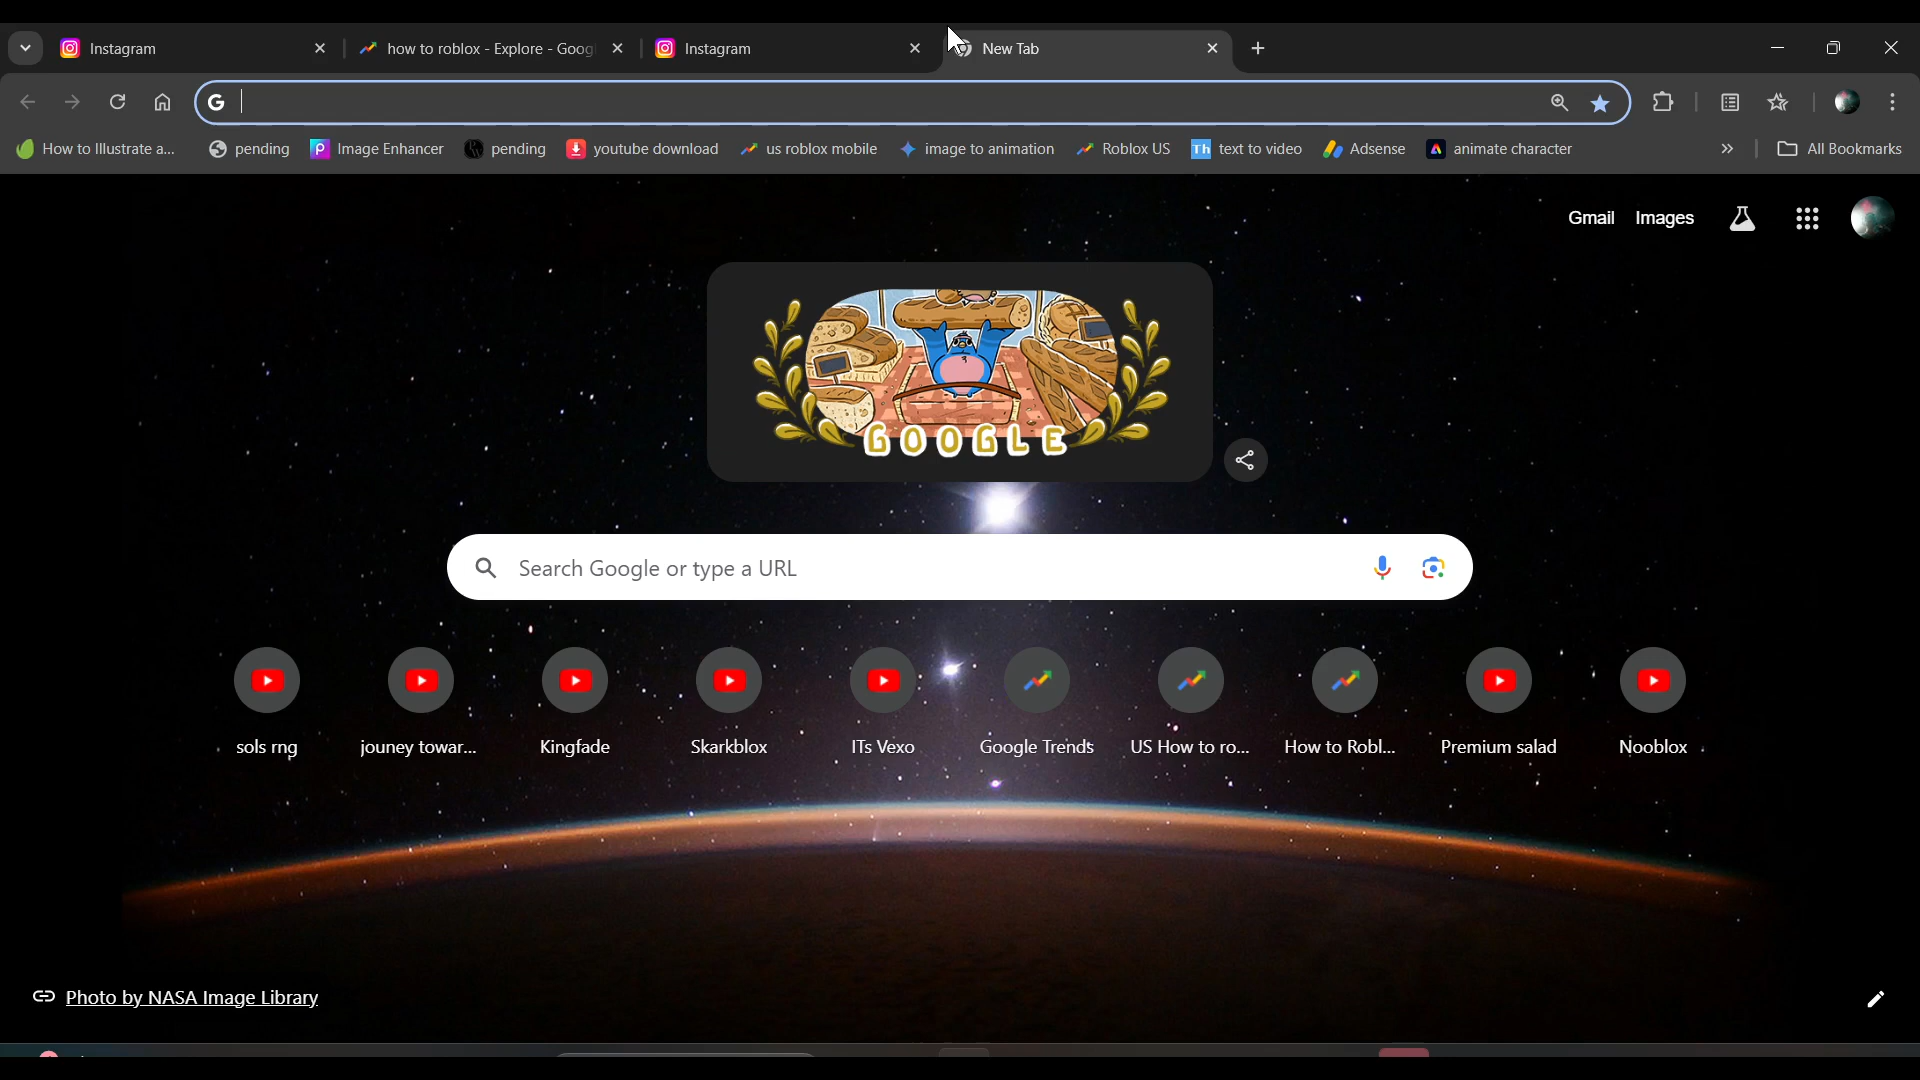 Instagram
how to roblox - Explore - Goog
Instagram
New Tab
How to Illustrate a...
pending
Image Enhancer
pending
youtube download
us roblox mobile
image to animation
Roblox US
Th text to video
Adsense
animate character
All Bookmarks
Gmail
Images
GOOGLE
Search Google or type a URL
sols rng
jouney towar...
Kingfade
Skarkblox
ITs Vexo
Google Trends
US How to ro...
How to Robl...
Premium salad
Nooblox
Photo by NASA Image Library